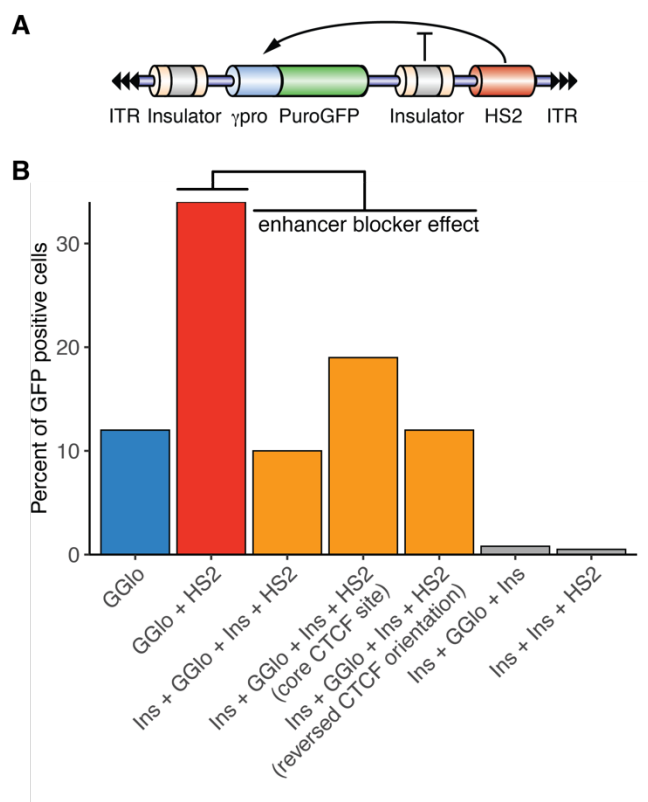 A
ITR Insulator γpro PuroGFP Insulator HS2 ITR
B
enhancer blocker effect
Percent of GFP positive cells
30
20
10
0
GGlo
GGlo + HS2
Ins + GGlo + Ins + HS2
Ins + GGlo + Ins + HS2
(core CTCF site)
Ins + GGlo + Ins + HS2
(reversed CTCF orientation)
Ins + GGlo + Ins
Ins + Ins + HS2